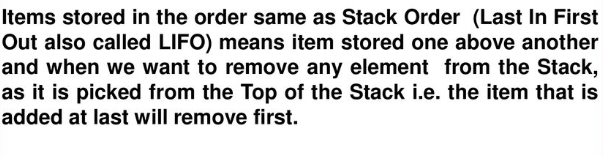 Items stored in the order same as Stack Order (Last In First
Out also called LIFO) means item stored one above another
and when we want to remove any element from the Stack,
as it is picked from the Top of the Stack i.e. the item that is
added at last will remove first.